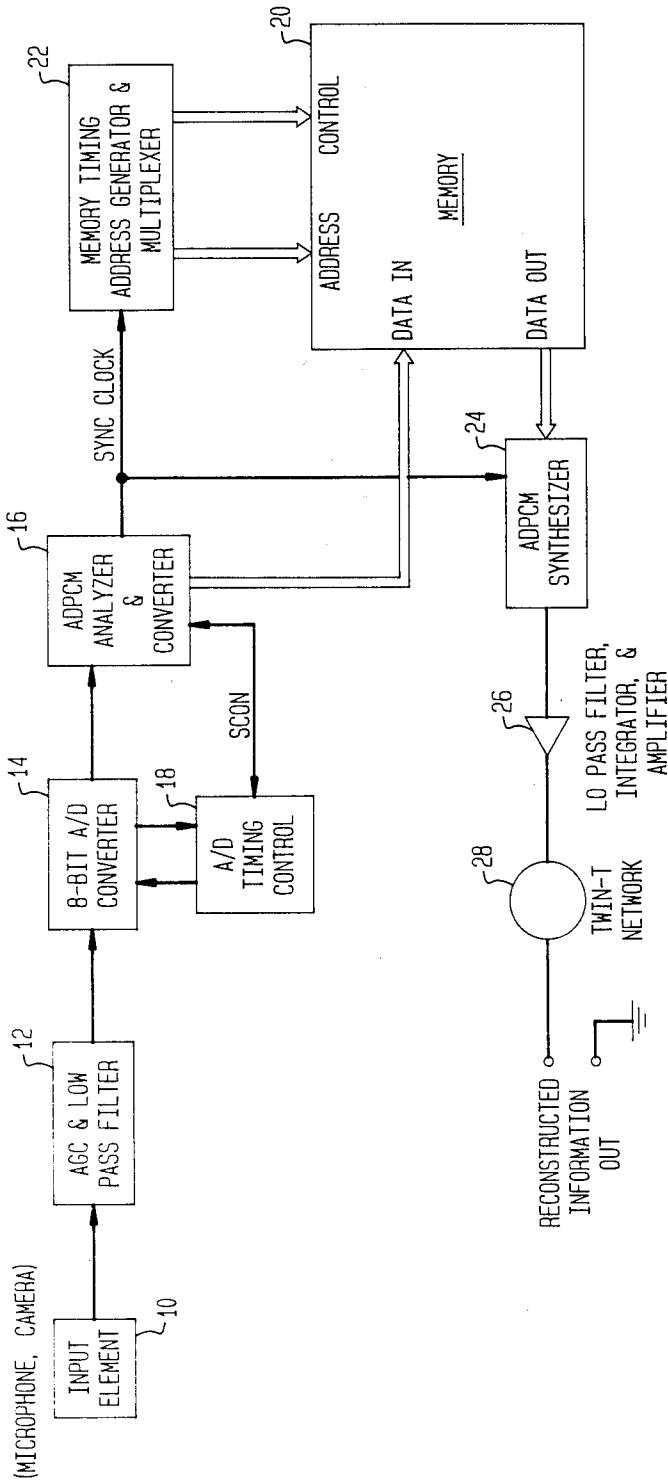 (MICROPHONE, CAMERA)
INPUT
ELEMENT
10
AGC & LOW
PASS FILTER
12
8-BIT A/D
CONVERTER
14
A/D
TIMING
CONTROL
18
SCON
ADPCM
ANALYZER
&
CONVERTER
16
SYNC CLOCK
MEMORY TIMING
ADDRESS GENERATOR &
MULTIPLEXER
22
ADDRESS
CONTROL
DATA IN
MEMORY
DATA OUT
20
ADPCM
SYNTHESIZER
24
26
LO PASS FILTER,
INTEGRATOR, &
AMPLIFIER
28
TWIN-T
NETWORK
RECONSTRUCTED
INFORMATION
OUT